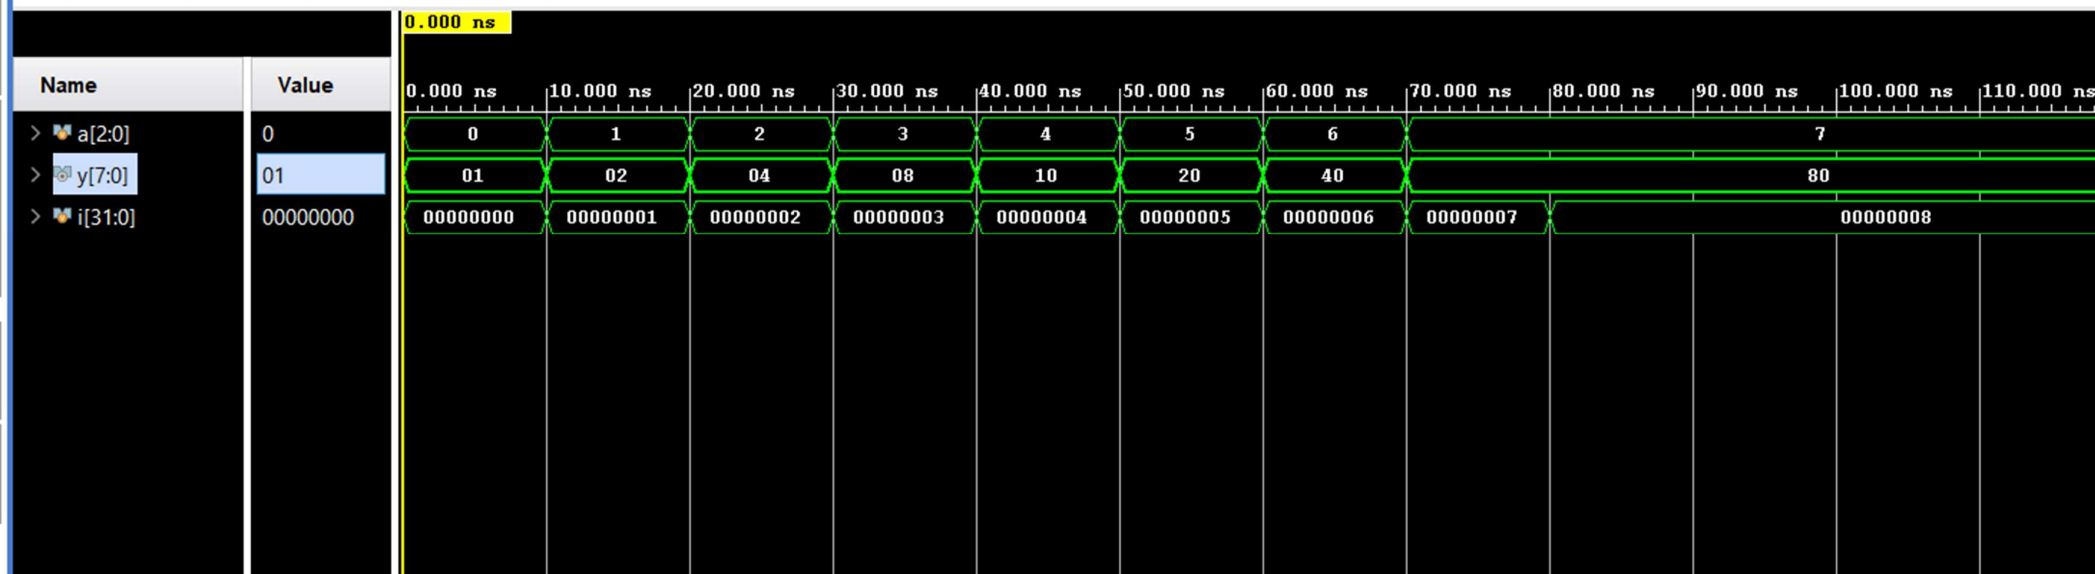 0.000 ns
Name Value 0.000 ns 10.000 ns 20.000 ns 30.000 ns 40.000 ns 50.000 ns 60.000 ns 70.000 ns 80.000 ns 90.000 ns 100.000 ns 110.000 ns
a[2:0] 0 0 1 2 3 4 5 6 7
y[7:0] 01 01 02 04 08 10 20 40 80
i[31:0] 00000000 00000000 00000001 00000002 00000003 00000004 00000005 00000006 00000007 00000008